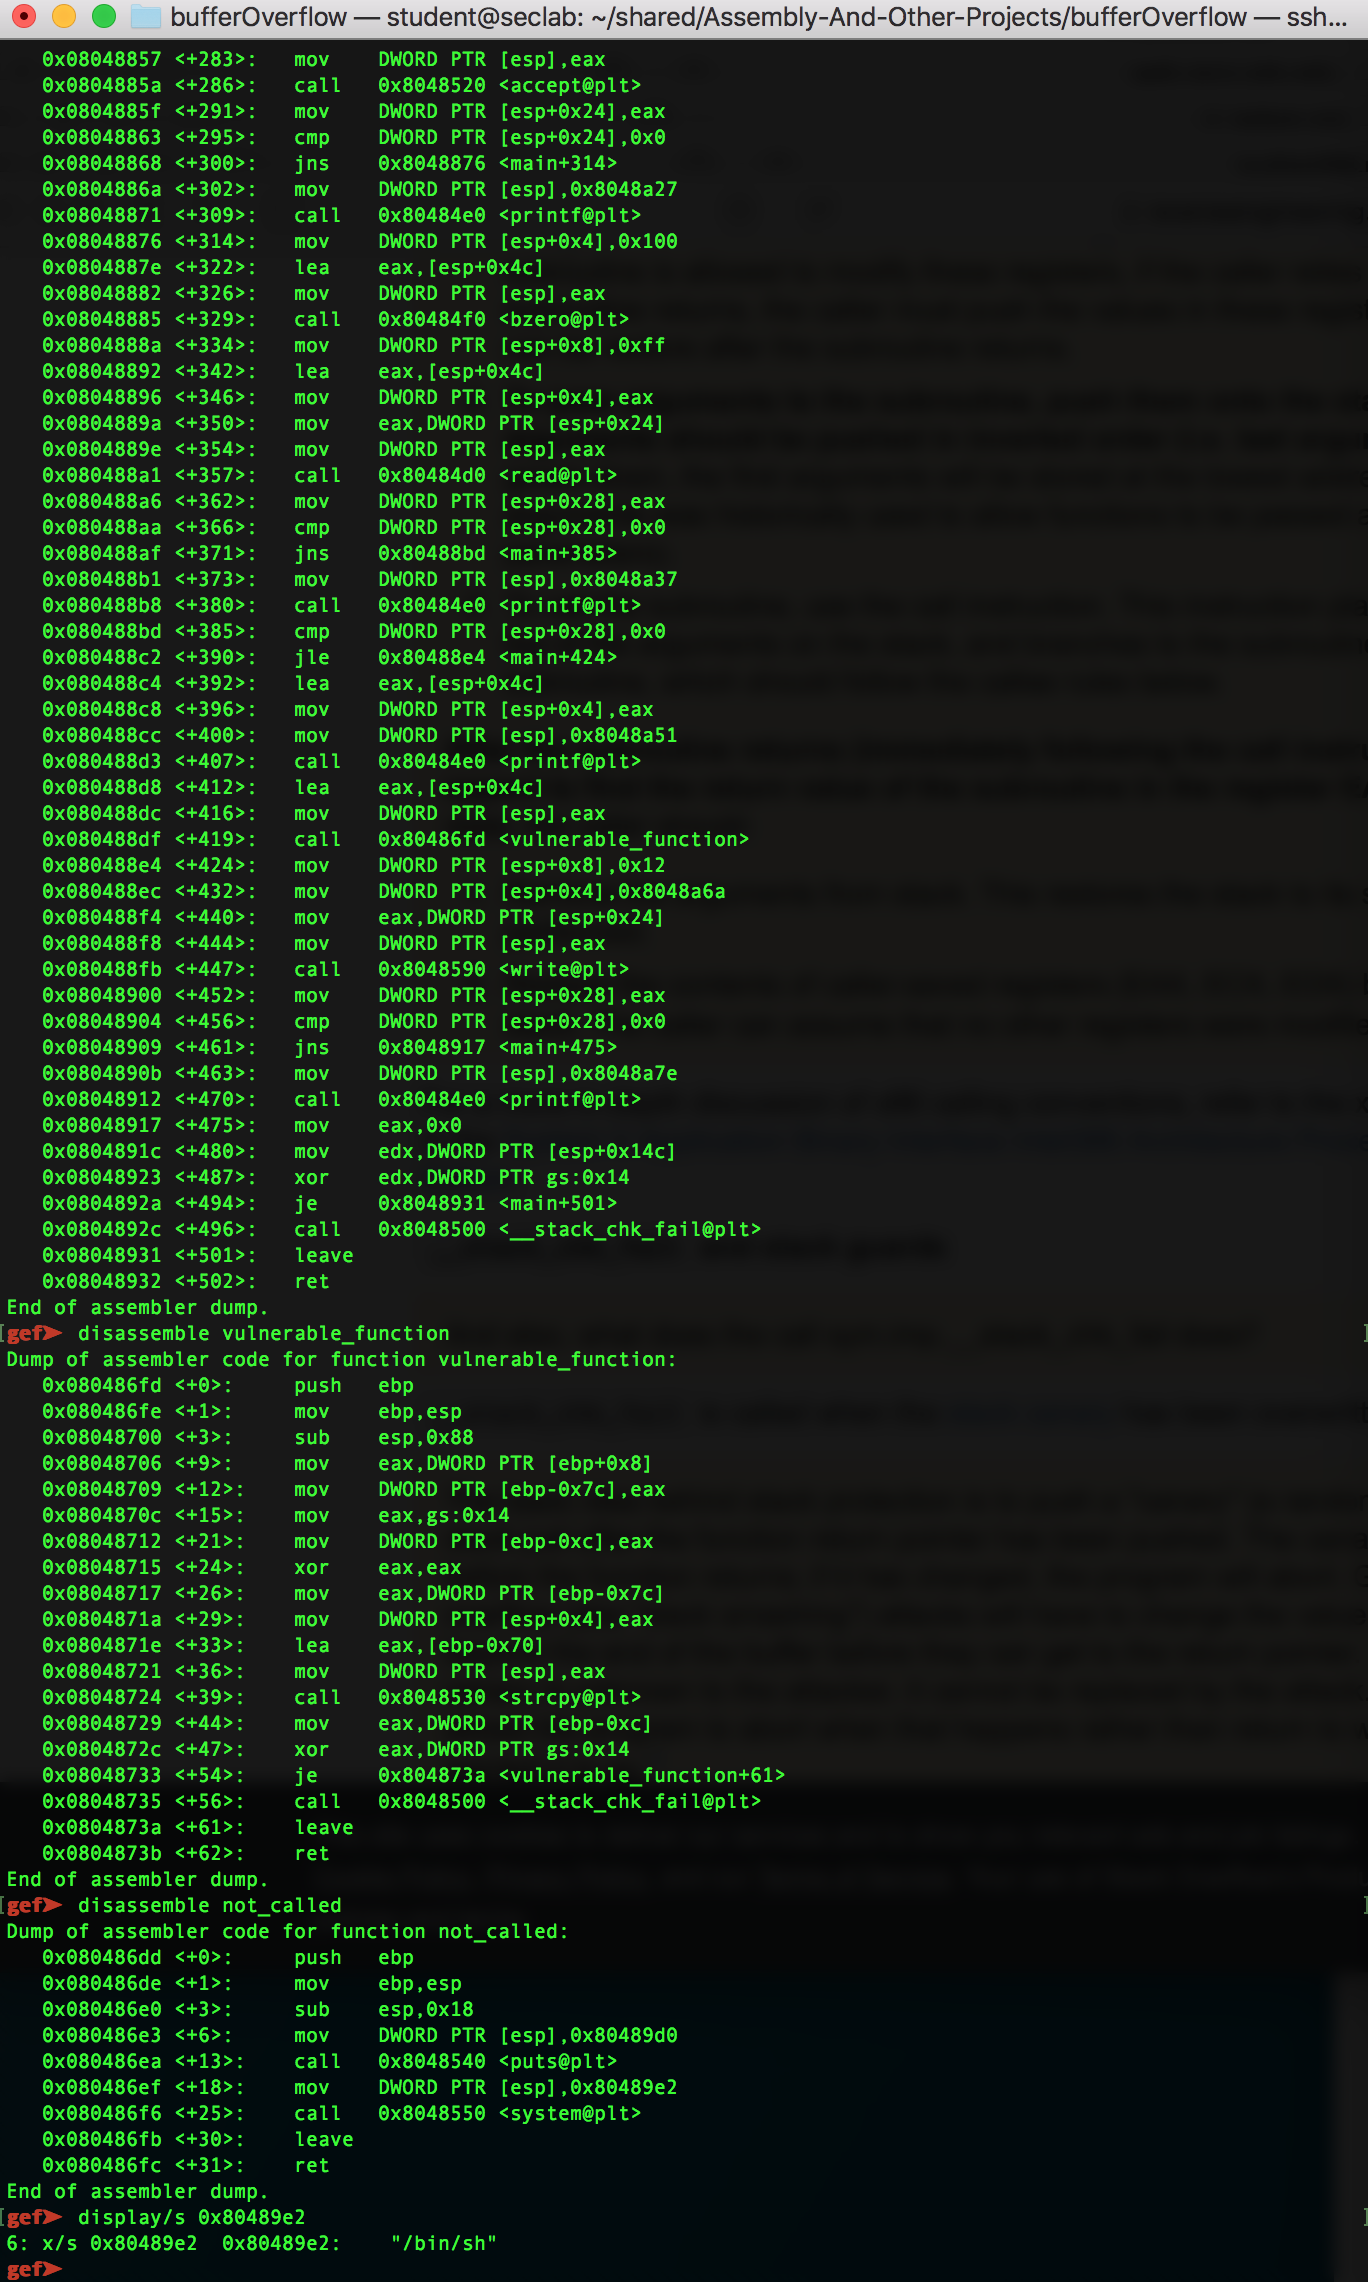 bufferOverflow — student@seclab: ~/shared/Assembly-And-Other-Projects/bufferOverflow — ssh...
0x08048857 <+283>: mov DWORD PTR [esp],eax
0x0804885a <+286>: call 0x8048520 <accept@plt>
0x0804885f <+291>: mov DWORD PTR [esp+0x24],eax
0x08048863 <+295>: cmp DWORD PTR [esp+0x24],0x0
0x08048868 <+300>: jns 0x8048876 <main+314>
0x0804886a <+302>: mov DWORD PTR [esp],0x8048a27
0x08048871 <+309>: call 0x80484e0 <printf@plt>
0x08048876 <+314>: mov DWORD PTR [esp+0x4],0x100
0x0804887e <+322>: lea eax,[esp+0x4c]
0x08048882 <+326>: mov DWORD PTR [esp],eax
0x08048885 <+329>: call 0x80484f0 <bzero@plt>
0x0804888a <+334>: mov DWORD PTR [esp+0x8],0xff
0x08048892 <+342>: lea eax,[esp+0x4c]
0x08048896 <+346>: mov DWORD PTR [esp+0x4],eax
0x0804889a <+350>: mov eax,DWORD PTR [esp+0x24]
0x0804889e <+354>: mov DWORD PTR [esp],eax
0x080488a1 <+357>: call 0x80484d0 <read@plt>
0x080488a6 <+362>: mov DWORD PTR [esp+0x28],eax
0x080488aa <+366>: cmp DWORD PTR [esp+0x28],0x0
0x080488af <+371>: jns 0x80488bd <main+385>
0x080488b1 <+373>: mov DWORD PTR [esp],0x8048a37
0x080488b8 <+380>: call 0x80484e0 <printf@plt>
0x080488bd <+385>: cmp DWORD PTR [esp+0x28],0x0
0x080488c2 <+390>: jle 0x80488e4 <main+424>
0x080488c4 <+392>: lea eax,[esp+0x4c]
0x080488c8 <+396>: mov DWORD PTR [esp+0x4],eax
0x080488cc <+400>: mov DWORD PTR [esp],0x8048a51
0x080488d3 <+407>: call 0x80484e0 <printf@plt>
0x080488d8 <+412>: lea eax,[esp+0x4c]
0x080488dc <+416>: mov DWORD PTR [esp],eax
0x080488df <+419>: call 0x80486fd <vulnerable_function>
0x080488e4 <+424>: mov DWORD PTR [esp+0x8],0x12
0x080488ec <+432>: mov DWORD PTR [esp+0x4],0x8048a6a
0x080488f4 <+440>: mov eax,DWORD PTR [esp+0x24]
0x080488f8 <+444>: mov DWORD PTR [esp],eax
0x080488fb <+447>: call 0x8048590 <write@plt>
0x08048900 <+452>: mov DWORD PTR [esp+0x28],eax
0x08048904 <+456>: cmp DWORD PTR [esp+0x28],0x0
0x08048909 <+461>: jns 0x8048917 <main+475>
0x0804890b <+463>: mov DWORD PTR [esp],0x8048a7e
0x08048912 <+470>: call 0x80484e0 <printf@plt>
0x08048917 <+475>: mov eax,0x0
0x0804891c <+480>: mov edx,DWORD PTR [esp+0x14c]
0x08048923 <+487>: xor edx,DWORD PTR gs:0x14
0x0804892a <+494>: je 0x8048931 <main+501>
0x0804892c <+496>: call 0x8048500 <__stack_chk_fail@plt>
0x08048931 <+501>: leave
0x08048932 <+502>: ret
End of assembler dump.
[gef➤ disassemble vulnerable_function ]
Dump of assembler code for function vulnerable_function:
0x080486fd <+0>: push ebp
0x080486fe <+1>: mov ebp,esp
0x08048700 <+3>: sub esp,0x88
0x08048706 <+9>: mov eax,DWORD PTR [ebp+0x8]
0x08048709 <+12>: mov DWORD PTR [ebp-0x7c],eax
0x0804870c <+15>: mov eax,gs:0x14
0x08048712 <+21>: mov DWORD PTR [ebp-0xc],eax
0x08048715 <+24>: xor eax,eax
0x08048717 <+26>: mov eax,DWORD PTR [ebp-0x7c]
0x0804871a <+29>: mov DWORD PTR [esp+0x4],eax
0x0804871e <+33>: lea eax,[ebp-0x70]
0x08048721 <+36>: mov DWORD PTR [esp],eax
0x08048724 <+39>: call 0x8048530 <strcpy@plt>
0x08048729 <+44>: mov eax,DWORD PTR [ebp-0xc]
0x0804872c <+47>: xor eax,DWORD PTR gs:0x14
0x08048733 <+54>: je 0x804873a <vulnerable_function+61>
0x08048735 <+56>: call 0x8048500 <__stack_chk_fail@plt>
0x0804873a <+61>: leave
0x0804873b <+62>: ret
End of assembler dump.
[gef➤ disassemble not_called ]
Dump of assembler code for function not_called:
0x080486dd <+0>: push ebp
0x080486de <+1>: mov ebp,esp
0x080486e0 <+3>: sub esp,0x18
0x080486e3 <+6>: mov DWORD PTR [esp],0x80489d0
0x080486ea <+13>: call 0x8048540 <puts@plt>
0x080486ef <+18>: mov DWORD PTR [esp],0x80489e2
0x080486f6 <+25>: call 0x8048550 <system@plt>
0x080486fb <+30>: leave
0x080486fc <+31>: ret
End of assembler dump.
[gef➤ display/s 0x80489e2 ]
6: x/s 0x80489e2 0x80489e2: "/bin/sh"
gef➤